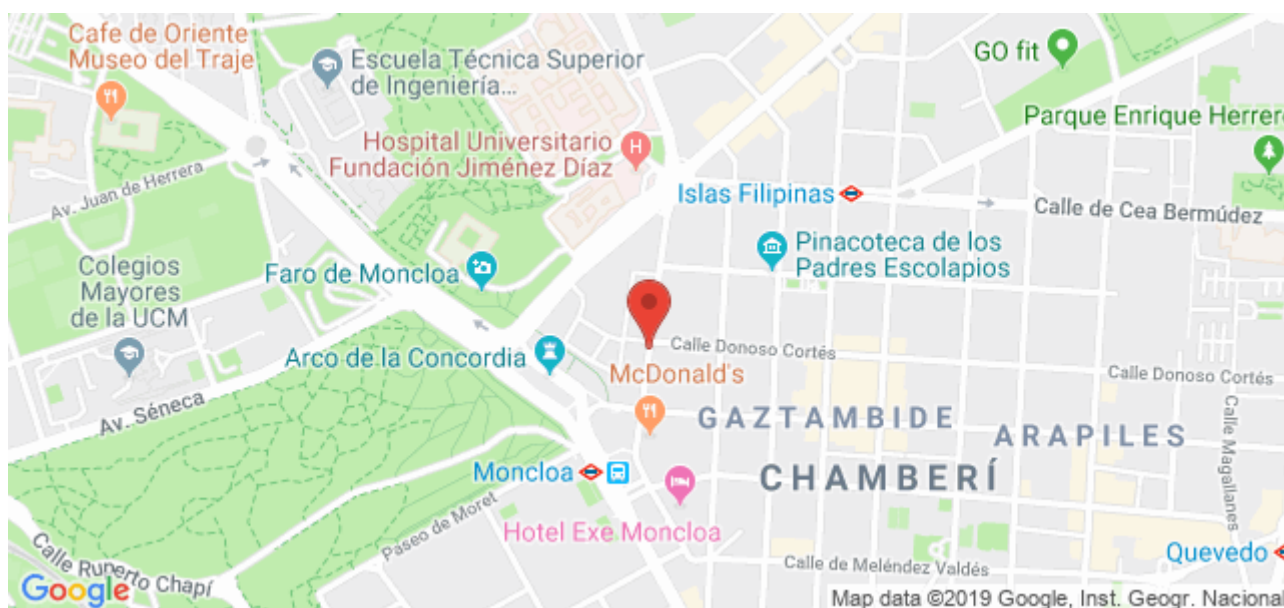 Cafe de Oriente
Museo del Traje
Escuela Técnica Superior
de Ingeniería...
GO fit
Parque Enrique Herrer
Hospital Universitario
Fundación Jiménez Díaz
H
Av. Juan de Herrera
Islas Filipinas
Calle de Cea Bermúdez
Pinacoteca de los
Padres Escolapios
Faro de Moncloa
Colegios
Mayores
de la UCM
Arco de la Concordia
Calle Donoso Cortés
McDonald's
Calle Donoso Cortés
Av. Séneca
GAZTAMBIDE
ARAPILES
Calle Magallanes
Moncloa
CHAMBERÍ
Paseo de Moret
Hotel Exe Moncloa
Quevedo
Calle de Meléndez Valdés
Calle Ruperto Chapí
Google
Map data ©2019 Google, Inst. Geogr. Nacional